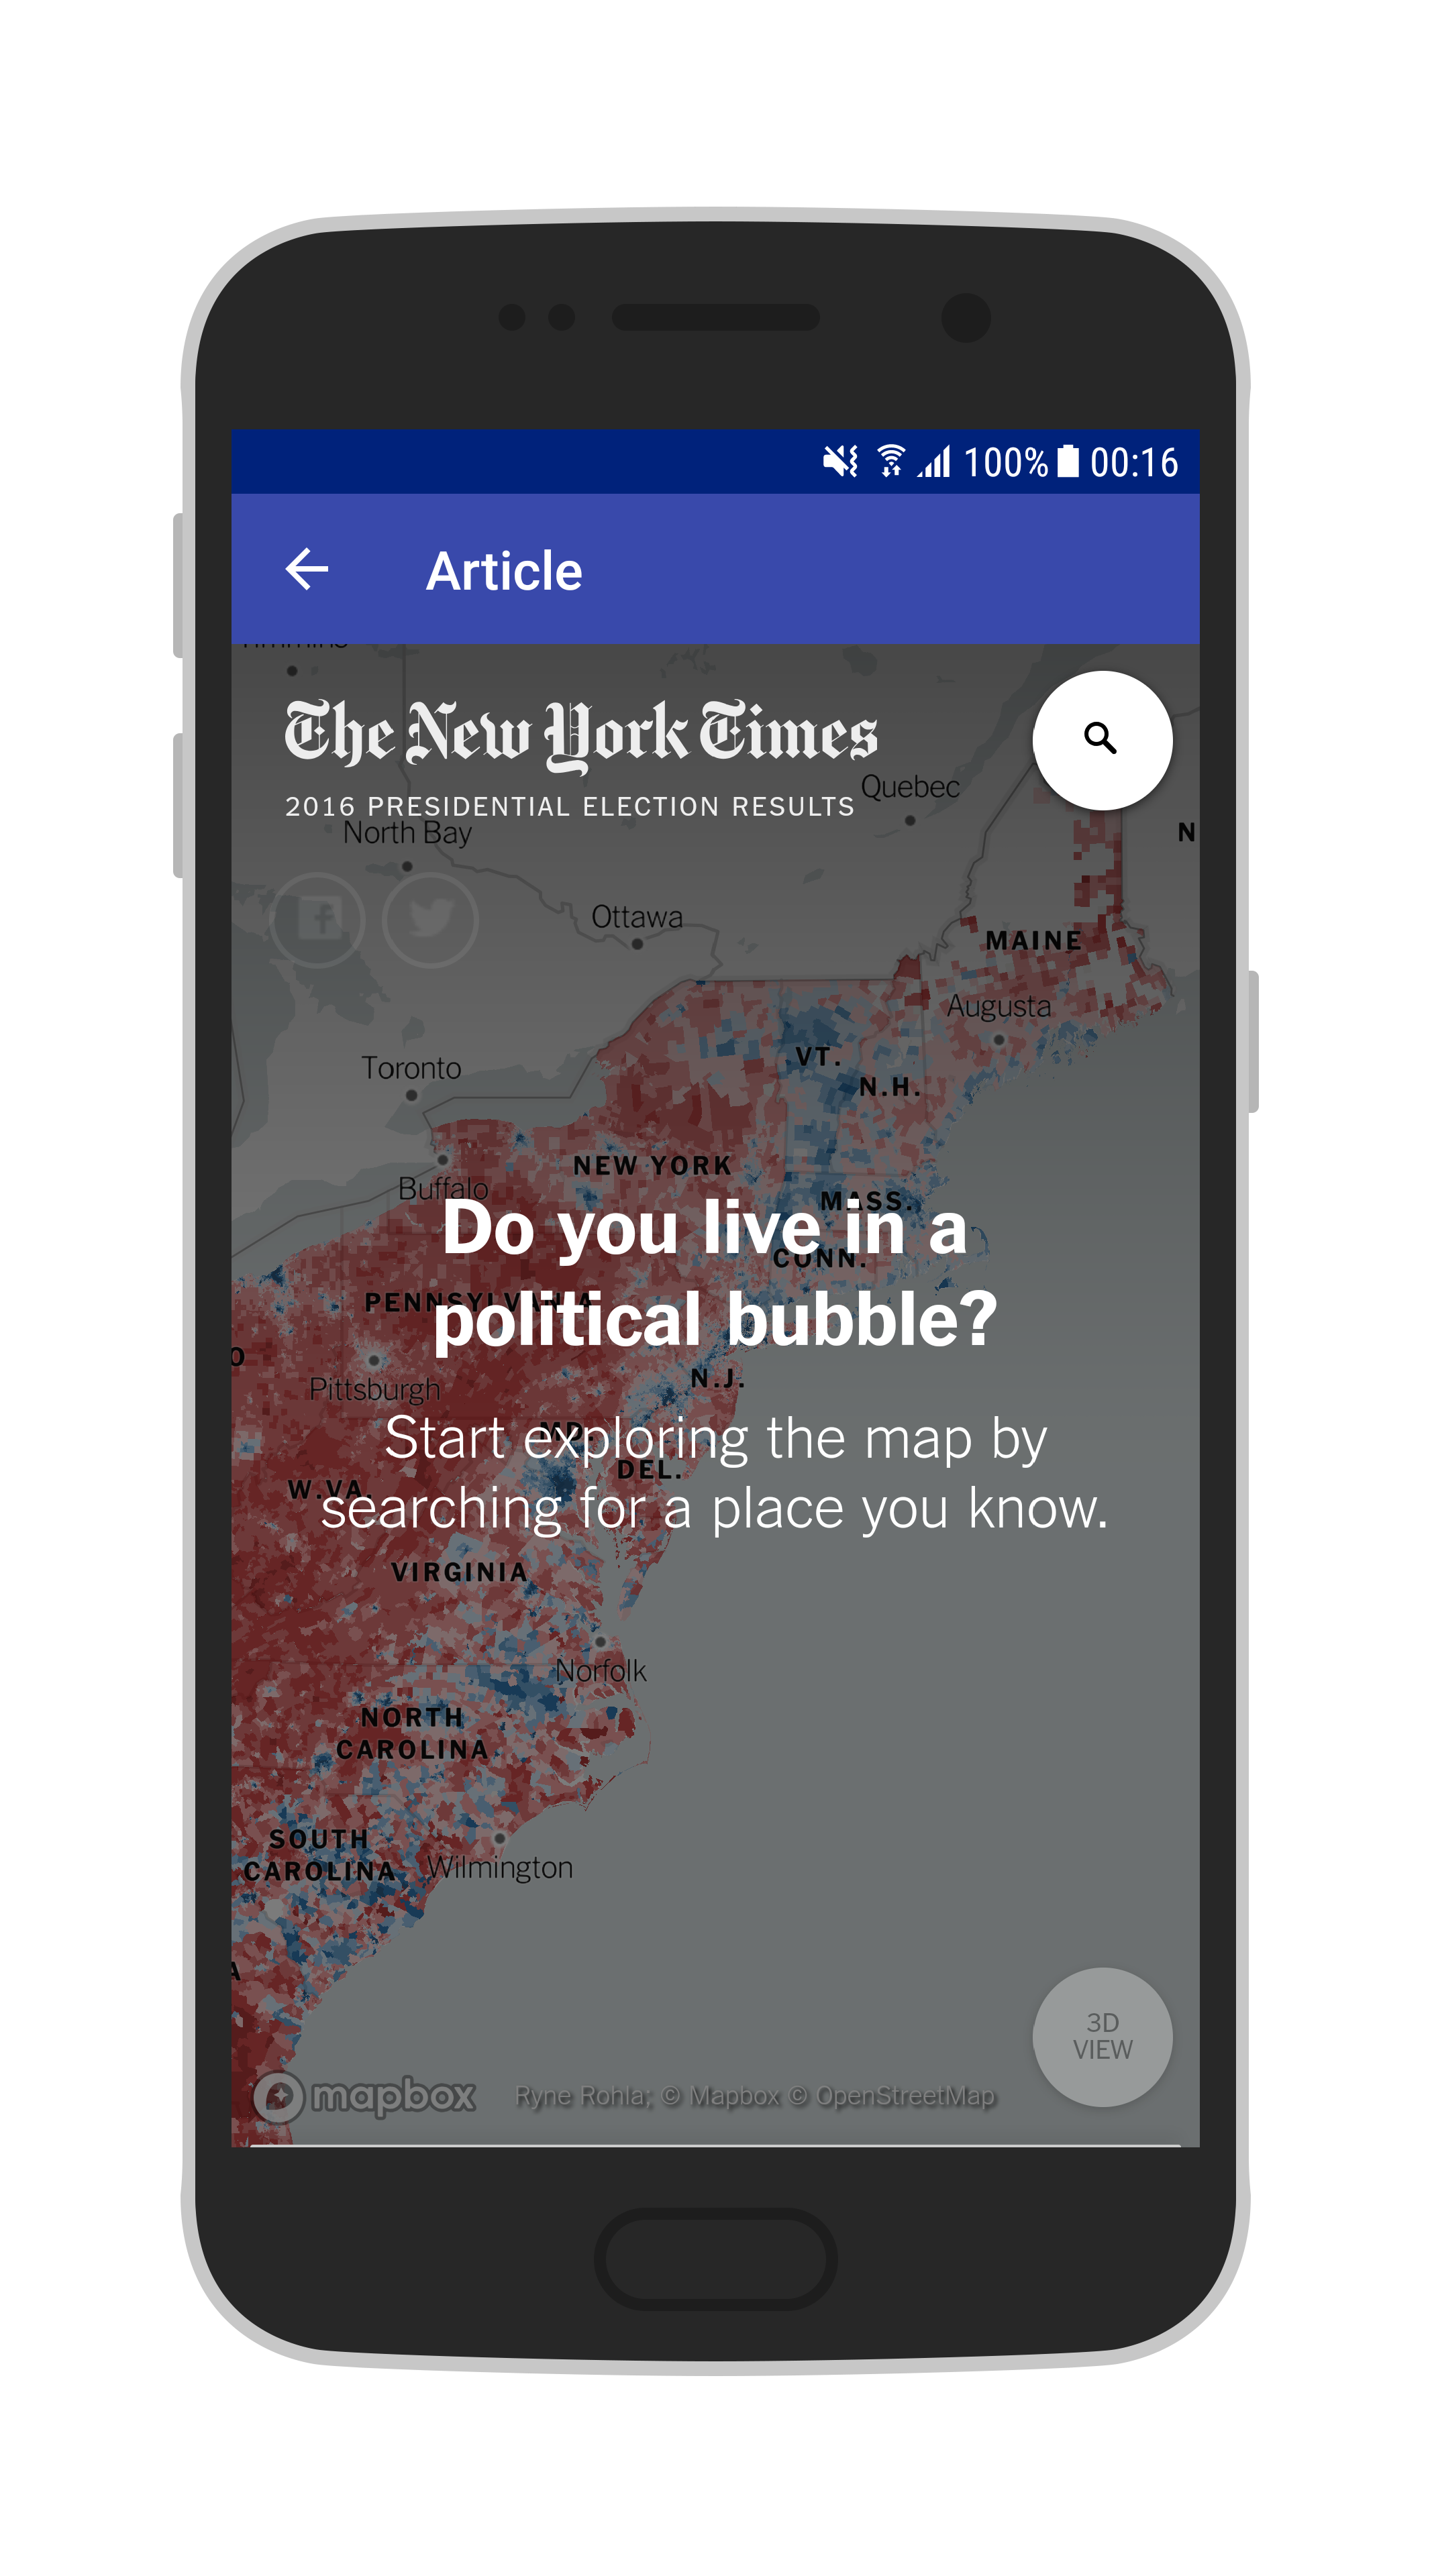 100% 00:16
Article
The New York Times
Quebec
2016 PRESIDENTIAL ELECTION RESULTS
North Bay
N
Ottawa
MAINE
Augusta
VT.
Toronto
N.H.
NEW YORK
Buffalo
MASS.
Do you live in a
CONN.
PENNSYLVANIA
political bubble?
O
N.J.
Pittsburgh
MD.
Start exploring the map by
DEL.
W.VA.
searching for a place you know.
VIRGINIA
Norfolk
NORTH
CAROLINA
SOUTH
CAROLINA
Wilmington
A
3D
VIEW
mapbox
Ryne Rohla; © Mapbox © OpenStreetMap